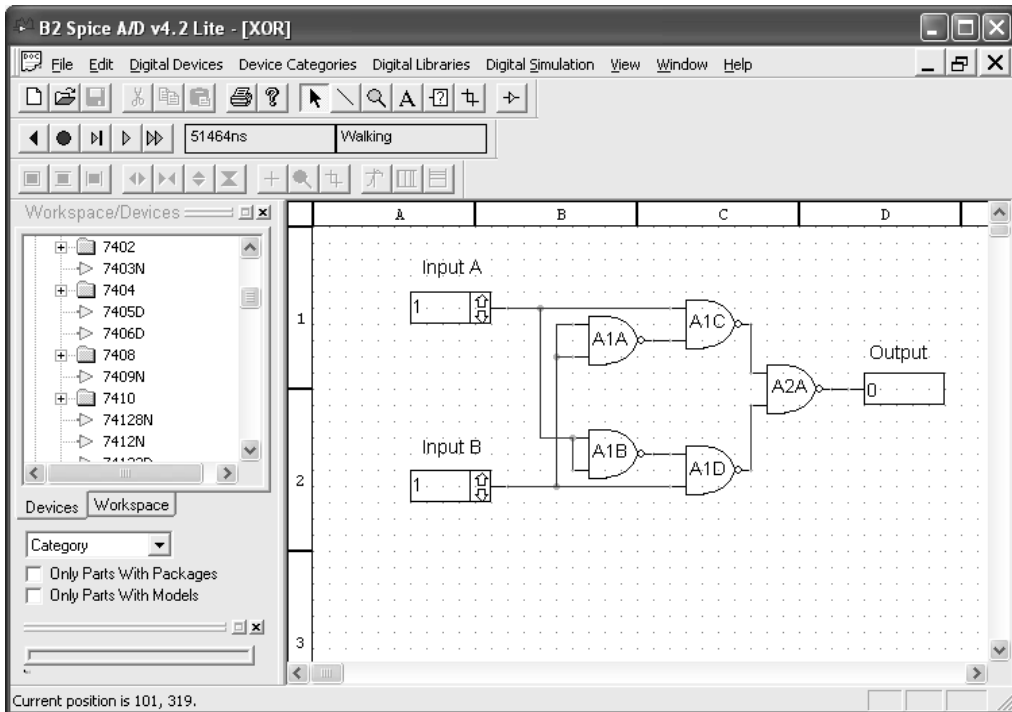 B2 Spice A/D v4.2 Lite - [XOR]
File Edit Digital Devices Device Categories Digital Libraries Digital Simulation View Window Help
51464ns Walking
Workspace/Devices
7402
7403N
7404
7405D
7406D
7408
7409N
7410
74128N
7412N
Devices Workspace
Category
Only Parts With Packages
Only Parts With Models
A B C D
1
2
3
Input A
1
A1A
A1C
Output
A2A
0
Input B
1
A1B
A1D
Current position is 101, 319.